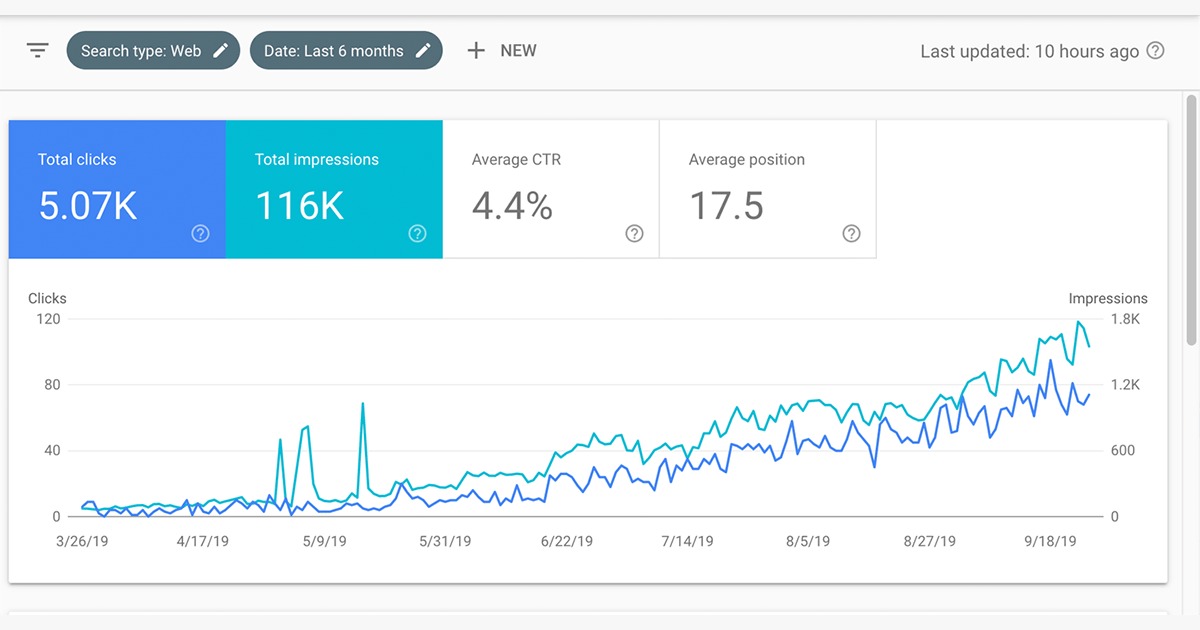 Search type: Web Date: Last 6 months + NEW Last updated: 10 hours ago ?
Total clicks Total impressions Average CTR Average position
5.07K 116K 4.4% 17.5
? ? ? ?
Clicks Impressions
120 1.8K
80 1.2K
40 600
0 0
3/26/19 4/17/19 5/9/19 5/31/19 6/22/19 7/14/19 8/5/19 8/27/19 9/18/19